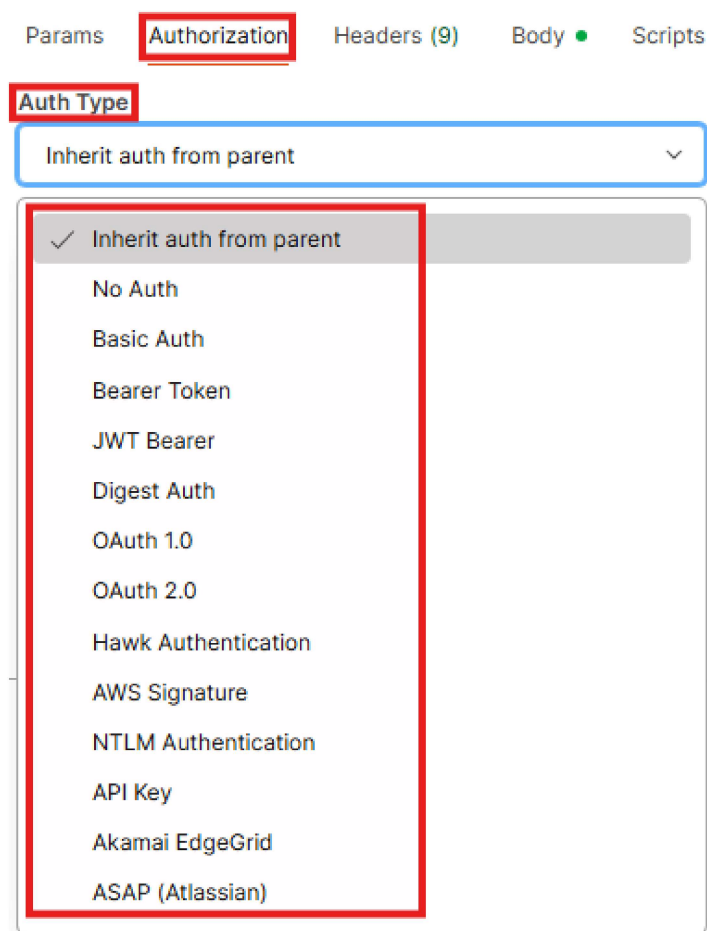 Params Authorization Headers (9) Body Scripts
Auth Type
Inherit auth from parent
Inherit auth from parent
No Auth
Basic Auth
Bearer Token
JWT Bearer
Digest Auth
OAuth 1.0
OAuth 2.0
Hawk Authentication
AWS Signature
NTLM Authentication
API Key
Akamai EdgeGrid
ASAP (Atlassian)